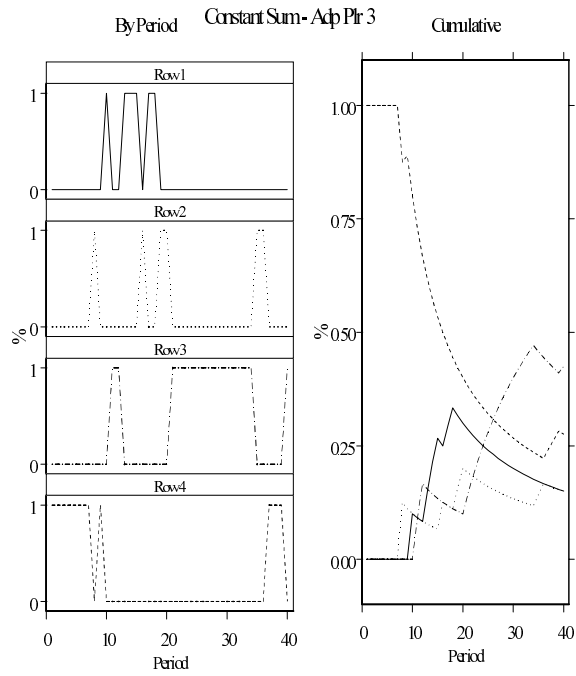 Constant Sum - Adp Plr 3
By Period
Cumulative
Row1
1
0
Row2
1
0
Row3
1
0
Row4
1
0
%
0 10 20 30 40
Period
1.00
0.75
0.50
0.25
0.00
%
0 10 20 30 40
Period